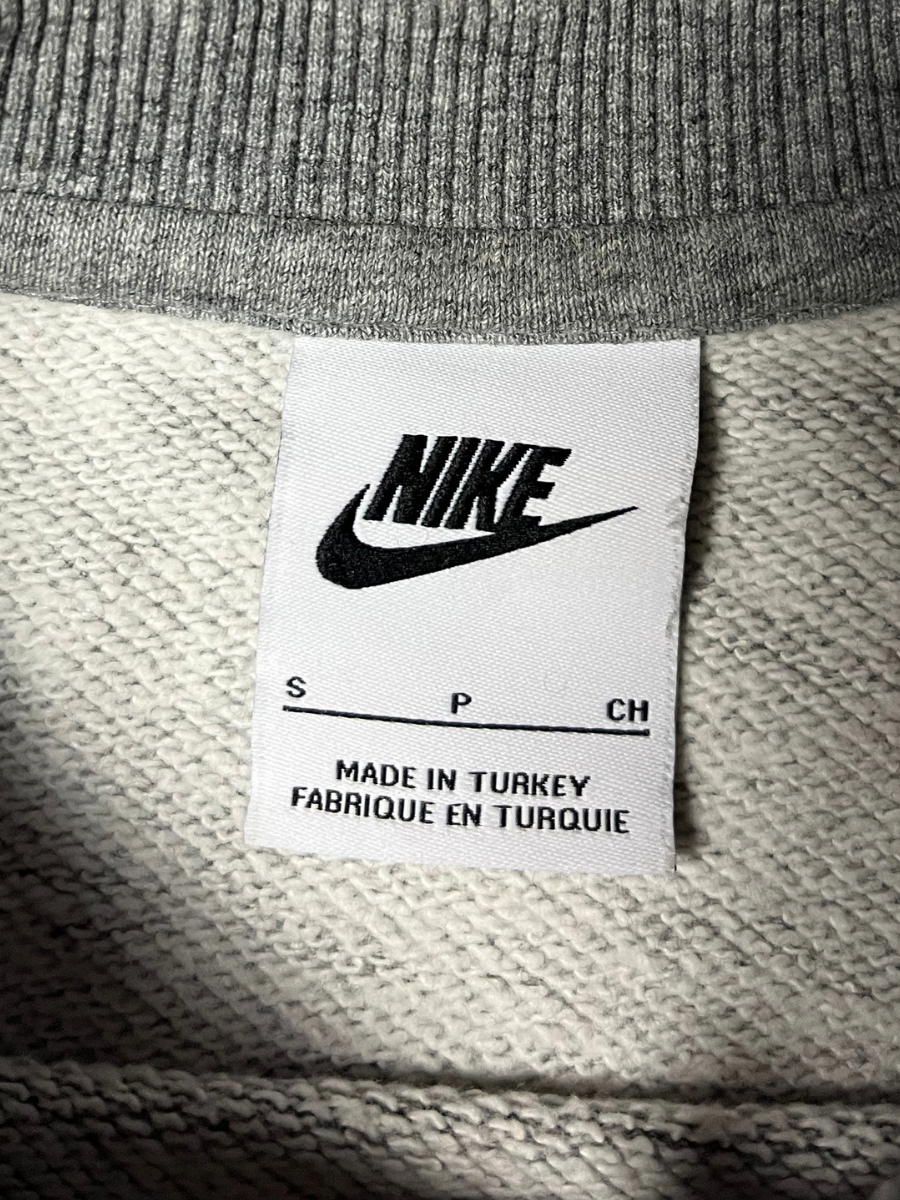 NIKE
S P CH
MADE IN TURKEY
FABRIQUE EN TURQUIE